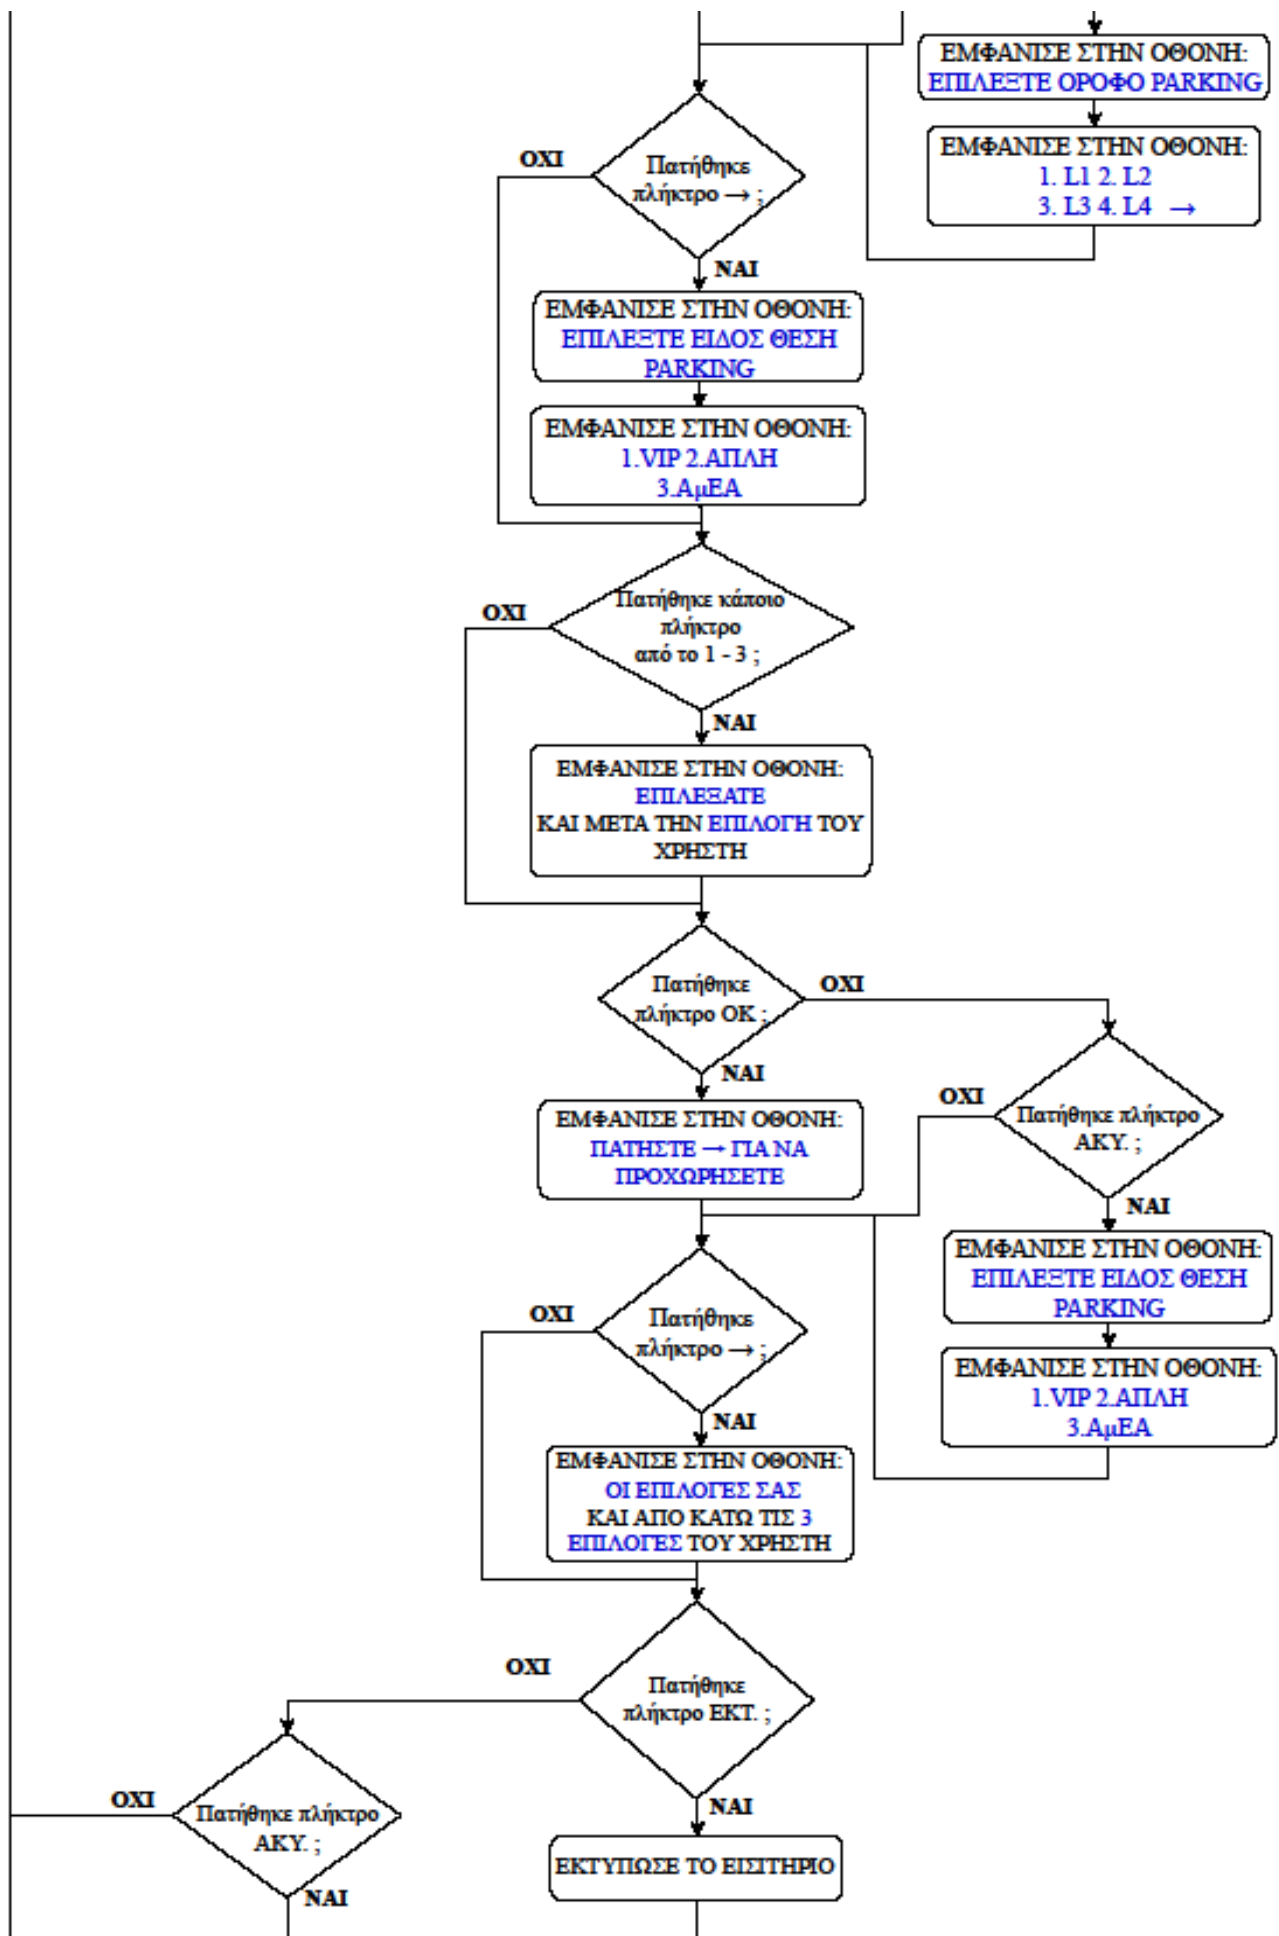 ΕΜΦΑΝΙΣΕ ΣΤΗΝ ΟΘΟΝΗ:
ΕΠΙΛΕΞΤΕ ΟΡΟΦΟ PARKING
ΕΜΦΑΝΙΣΕ ΣΤΗΝ ΟΘΟΝΗ:
1. L1 2. L2
3. L3 4. L4 →
ΟΧΙ
Πατήθηκε
πλήκτρο → ;
ΝΑΙ
ΕΜΦΑΝΙΣΕ ΣΤΗΝ ΟΘΟΝΗ:
ΕΠΙΛΕΞΤΕ ΕΙΔΟΣ ΘΕΣΗ
PARKING
ΕΜΦΑΝΙΣΕ ΣΤΗΝ ΟΘΟΝΗ:
1.VIP 2.ΑΠΛΗ
3.ΑμΕΑ
ΟΧΙ
Πατήθηκε κάποιο
πλήκτρο
από το 1 - 3 ;
ΝΑΙ
ΕΜΦΑΝΙΣΕ ΣΤΗΝ ΟΘΟΝΗ:
ΕΠΙΛΕΞΑΤΕ
ΚΑΙ ΜΕΤΑ ΤΗΝ ΕΠΙΛΟΓΗ ΤΟΥ
ΧΡΗΣΤΗ
Πατήθηκε
πλήκτρο ΟΚ ;
ΟΧΙ
ΝΑΙ
ΕΜΦΑΝΙΣΕ ΣΤΗΝ ΟΘΟΝΗ:
ΠΑΤΗΣΤΕ → ΓΙΑ ΝΑ
ΠΡΟΧΩΡΗΣΕΤΕ
ΟΧΙ
Πατήθηκε πλήκτρο
ΑΚΥ. ;
ΝΑΙ
ΕΜΦΑΝΙΣΕ ΣΤΗΝ ΟΘΟΝΗ:
ΕΠΙΛΕΞΤΕ ΕΙΔΟΣ ΘΕΣΗ
PARKING
ΕΜΦΑΝΙΣΕ ΣΤΗΝ ΟΘΟΝΗ:
1.VIP 2.ΑΠΛΗ
3.ΑμΕΑ
ΟΧΙ
Πατήθηκε
πλήκτρο → ;
ΝΑΙ
ΕΜΦΑΝΙΣΕ ΣΤΗΝ ΟΘΟΝΗ:
ΟΙ ΕΠΙΛΟΓΕΣ ΣΑΣ
ΚΑΙ ΑΠΟ ΚΑΤΩ ΤΙΣ 3
ΕΠΙΛΟΓΕΣ ΤΟΥ ΧΡΗΣΤΗ
ΟΧΙ
Πατήθηκε
πλήκτρο ΕΚΤ. ;
ΝΑΙ
ΕΚΤΥΠΩΣΕ ΤΟ ΕΙΣΙΤΗΡΙΟ
ΟΧΙ
Πατήθηκε πλήκτρο
ΑΚΥ. ;
ΝΑΙ